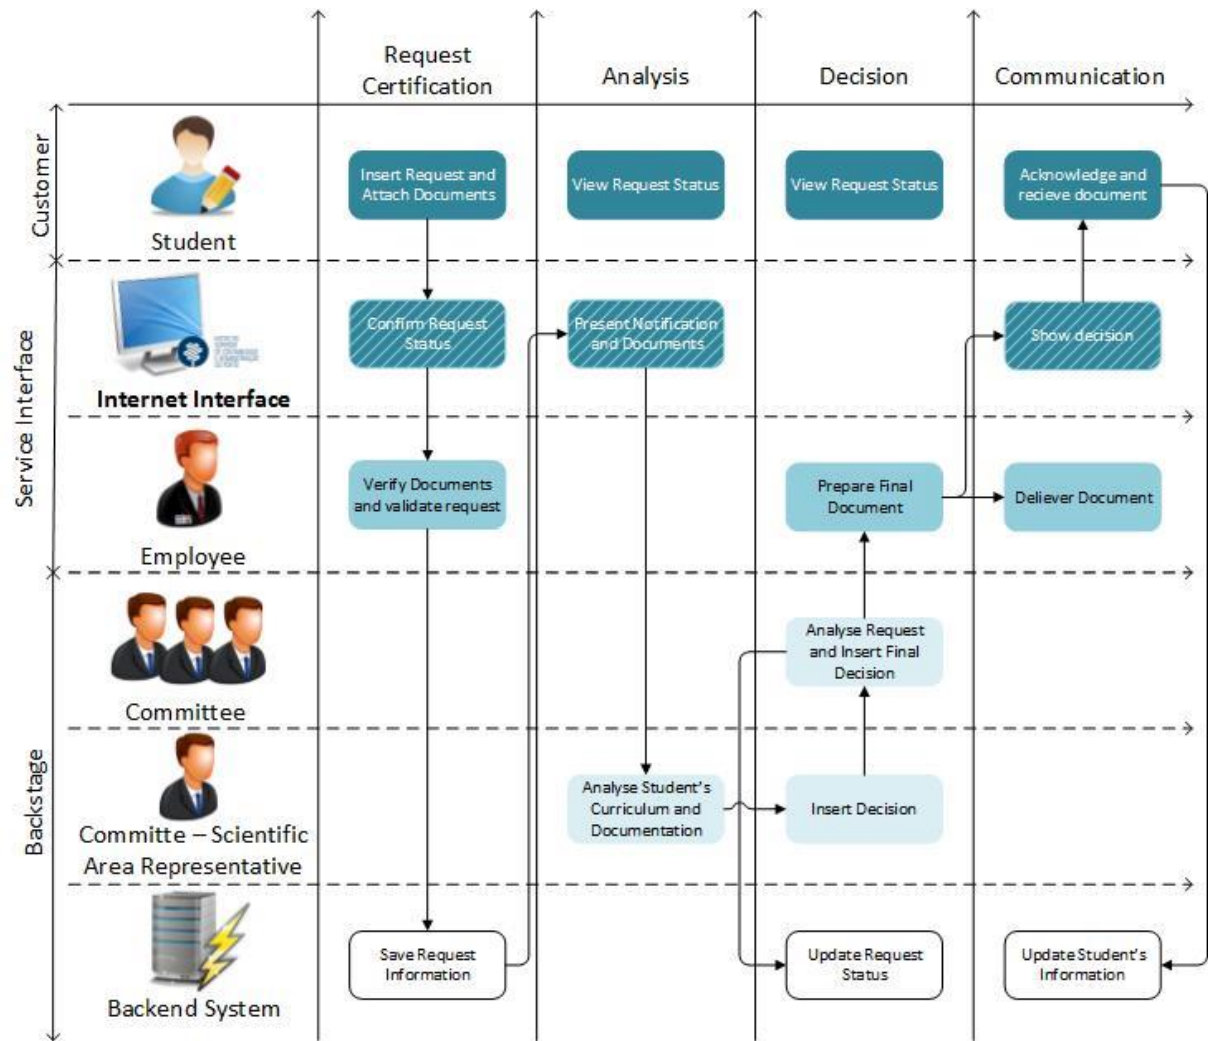 Request
Certification
Analysis
Decision
Communication
Customer
Student
Insert Request and
Attach Documents
View Request Status
View Request Status
Acknowledge and
recieve document
Service Interface
Internet Interface
Confirm Request
Status
Present Notification
and Documents
Show decision
Employee
Verify Documents
and validate request
Prepare Final
Document
Deliever Document
Backstage
Committee
Analyse Request
and Insert Final
Decision
Committe – Scientific
Area Representative
Analyse Student's
Curriculum and
Documentation
Insert Decision
Backend System
Save Request
Information
Update Request
Status
Update Student's
Information